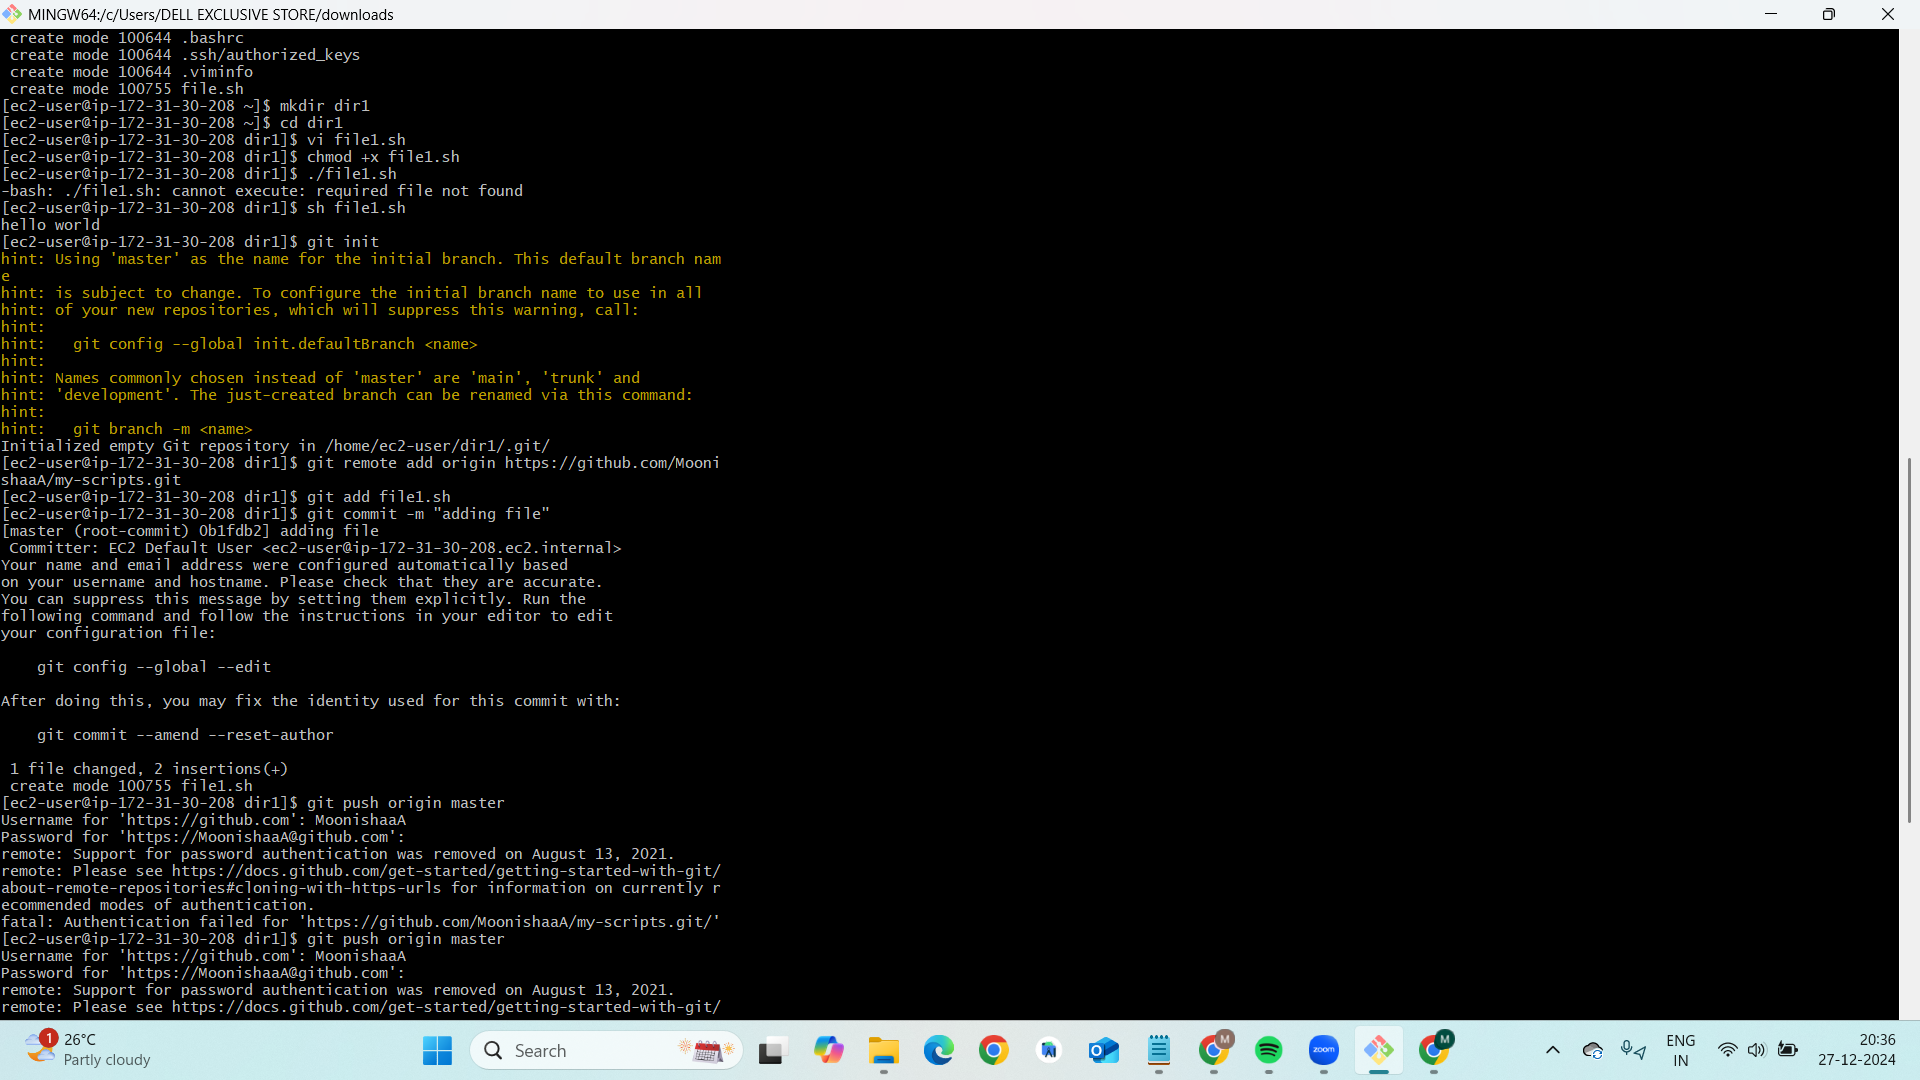 MINGW64:/c/Users/DELL EXCLUSIVE STORE/downloads
create mode 100644 .bashrc
create mode 100644 .ssh/authorized_keys
create mode 100644 .viminfo
create mode 100755 file.sh
[ec2-user@ip-172-31-30-208 ~]$ mkdir dir1
[ec2-user@ip-172-31-30-208 ~]$ cd dir1
[ec2-user@ip-172-31-30-208 dir1]$ vi file1.sh
[ec2-user@ip-172-31-30-208 dir1]$ chmod +x file1.sh
[ec2-user@ip-172-31-30-208 dir1]$ ./file1.sh
-bash: ./file1.sh: cannot execute: required file not found
[ec2-user@ip-172-31-30-208 dir1]$ sh file1.sh
hello world
[ec2-user@ip-172-31-30-208 dir1]$ git init
hint: Using 'master' as the name for the initial branch. This default branch nam
e
hint: is subject to change. To configure the initial branch name to use in all
hint: of your new repositories, which will suppress this warning, call:
hint:
hint:   git config --global init.defaultBranch <name>
hint:
hint: Names commonly chosen instead of 'master' are 'main', 'trunk' and
hint: 'development'. The just-created branch can be renamed via this command:
hint:
hint:   git branch -m <name>
Initialized empty Git repository in /home/ec2-user/dir1/.git/
[ec2-user@ip-172-31-30-208 dir1]$ git remote add origin https://github.com/Mooni
shaaA/my-scripts.git
[ec2-user@ip-172-31-30-208 dir1]$ git add file1.sh
[ec2-user@ip-172-31-30-208 dir1]$ git commit -m "adding file"
[master (root-commit) 0b1fdb2] adding file
Committer: EC2 Default User <ec2-user@ip-172-31-30-208.ec2.internal>
Your name and email address were configured automatically based
on your username and hostname. Please check that they are accurate.
You can suppress this message by setting them explicitly. Run the
following command and follow the instructions in your editor to edit
your configuration file:
git config --global --edit
After doing this, you may fix the identity used for this commit with:
git commit --amend --reset-author
1 file changed, 2 insertions(+)
create mode 100755 file1.sh
[ec2-user@ip-172-31-30-208 dir1]$ git push origin master
Username for 'https://github.com': MoonishaaA
Password for 'https://MoonishaaA@github.com':
remote: Support for password authentication was removed on August 13, 2021.
remote: Please see https://docs.github.com/get-started/getting-started-with-git/
about-remote-repositories#cloning-with-https-urls for information on currently r
ecommended modes of authentication.
fatal: Authentication failed for 'https://github.com/MoonishaaA/my-scripts.git/'
[ec2-user@ip-172-31-30-208 dir1]$ git push origin master
Username for 'https://github.com': MoonishaaA
Password for 'https://MoonishaaA@github.com':
remote: Support for password authentication was removed on August 13, 2021.
remote: Please see https://docs.github.com/get-started/getting-started-with-git/
1
26°C
Partly cloudy
Search
M
zoom
M
ENG
IN
20:36
27-12-2024